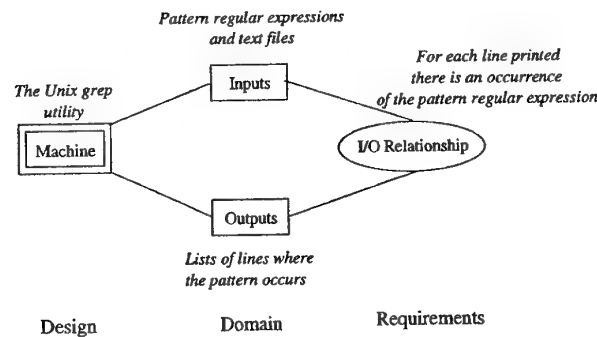 Pattern regular expressions
and text files
Inputs
For each line printed
there is an occurrence
of the pattern regular expression
The Unix grep
utility
Machine
I/O Relationship
Outputs
Lists of lines where
the pattern occurs
Design
Domain
Requirements